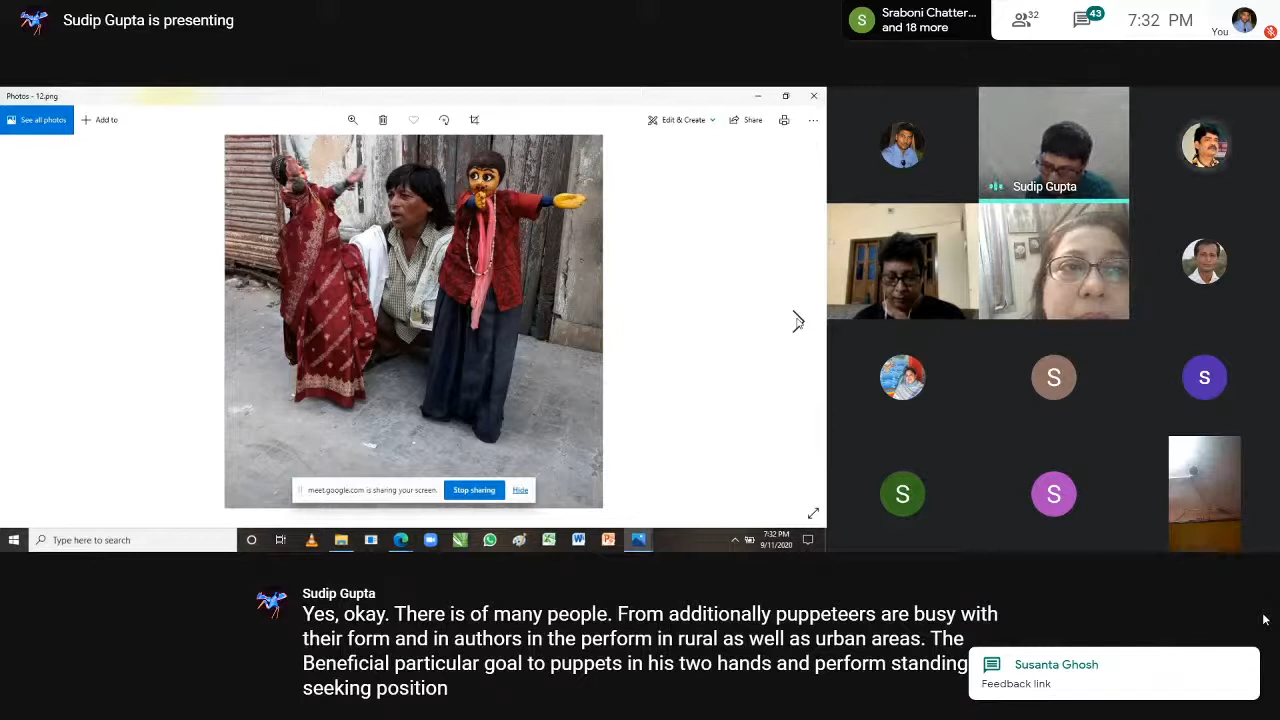 Sudip Gupta is presenting
S
Sraboni Chatter...
and 18 more
32
43
7:32 PM
You
Photos - 12.png
See all photos
Add to
Edit & Create
Share
Sudip Gupta
S
S
S
S
meet.google.com is sharing your screen.
Stop sharing
Hide
Type here to search
7:32 PM
9/11/2020
Sudip Gupta
Yes, okay. There is of many people. From additionally puppeteers are busy with
their form and in authors in the perform in rural as well as urban areas. The
Beneficial particular goal to puppets in his two hands and perform standing
seeking position
Susanta Ghosh
Feedback link